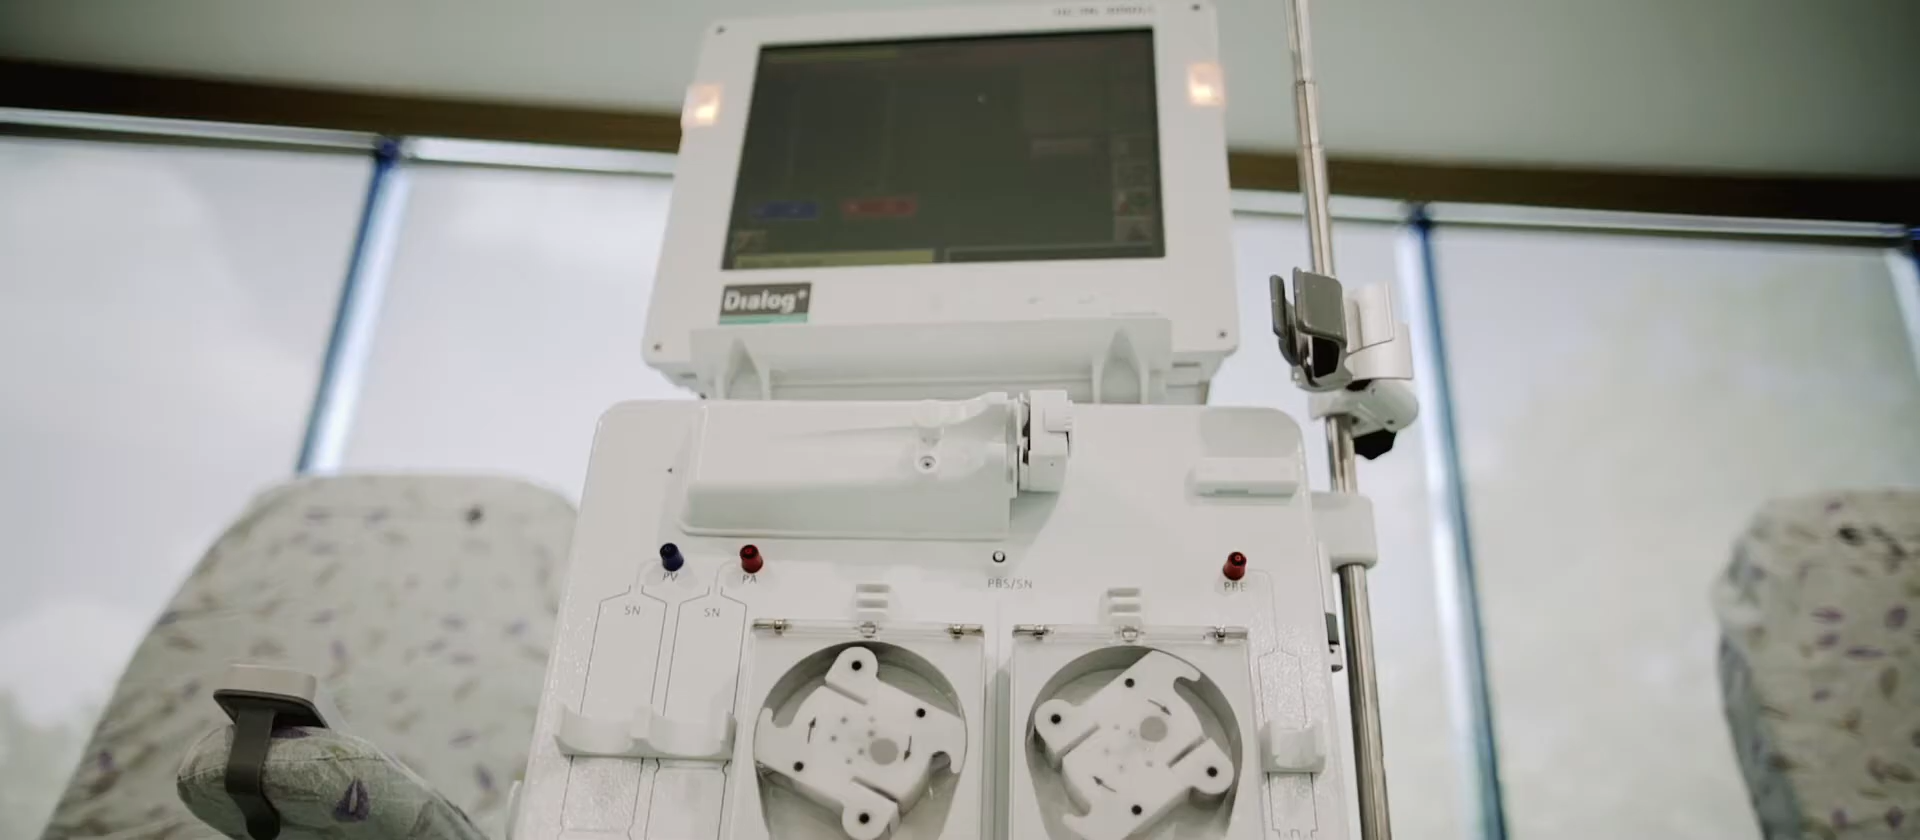 Dialog+
PV
PA
PBS/SN
PBE
SN
SN